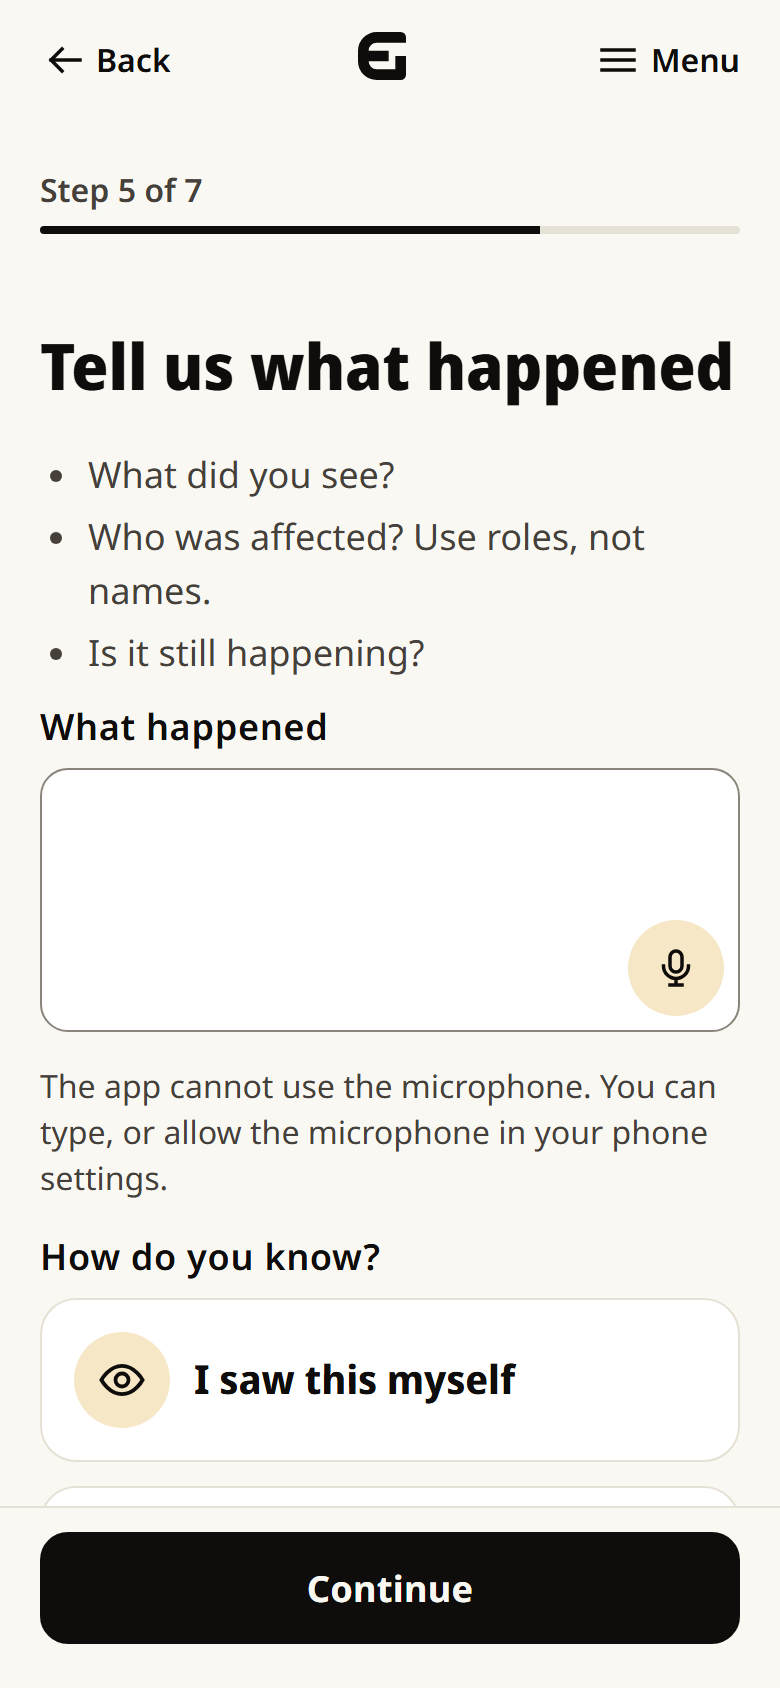 Back
Menu
Step 5 of 7
Tell us what happened
What did you see?
Who was affected? Use roles, not
names.
Is it still happening?
What happened
The app cannot use the microphone. You can
type, or allow the microphone in your phone
settings.
How do you know?
I saw this myself
Continue